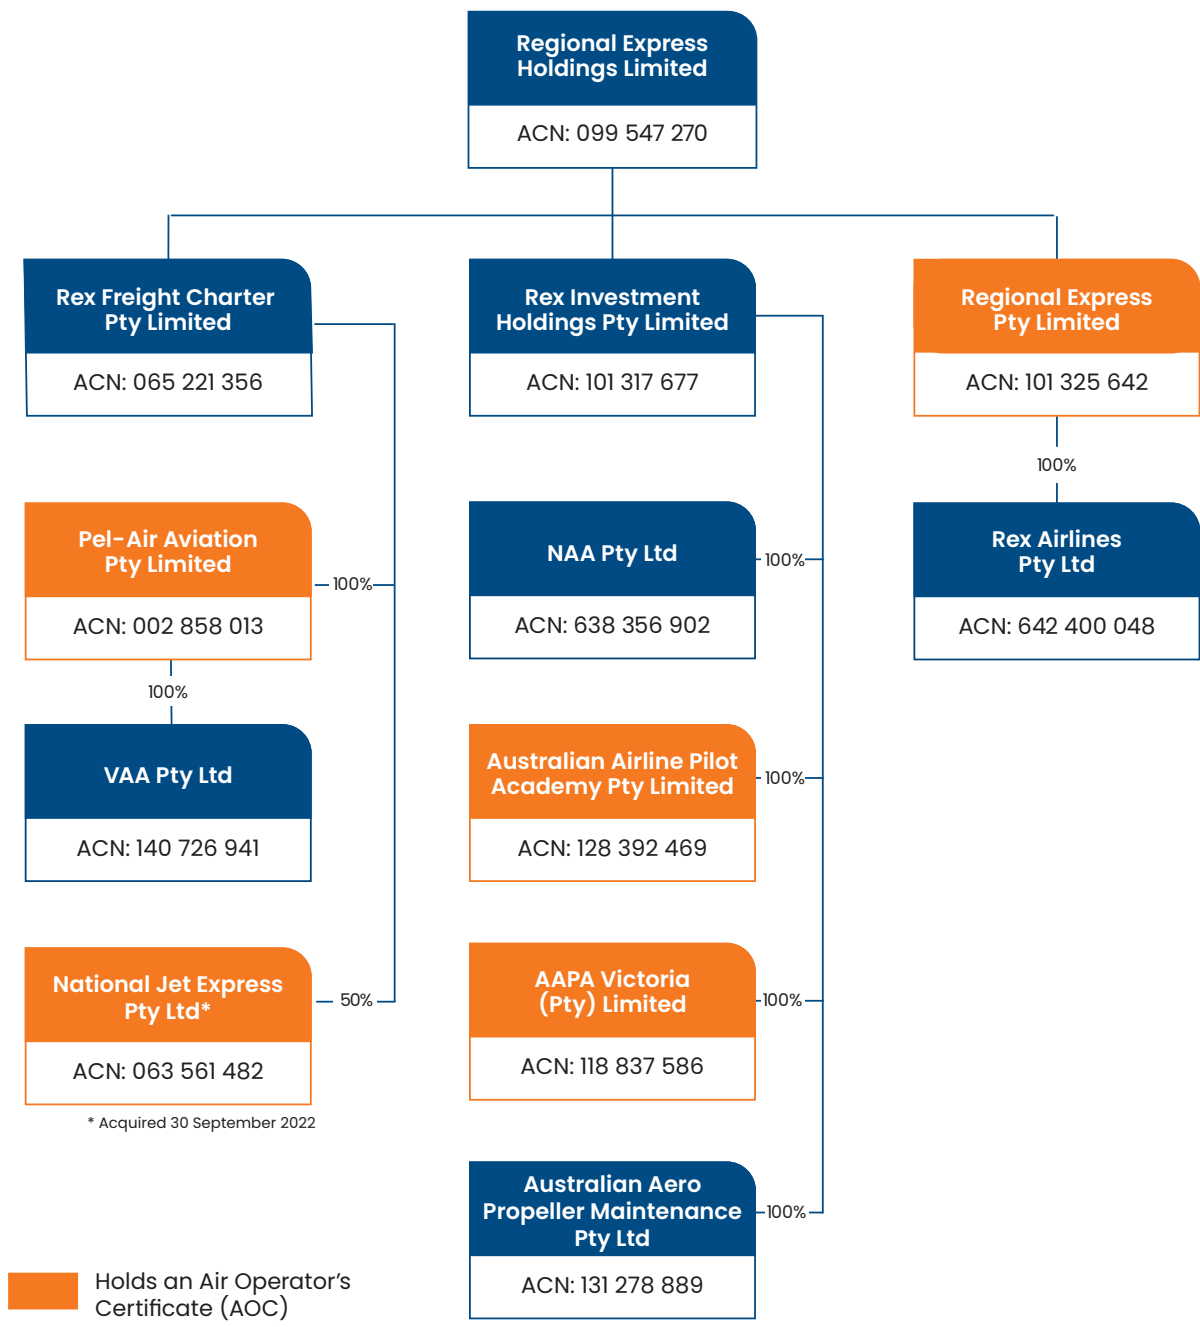 Regional Express
Holdings Limited
ACN: 099 547 270
Rex Freight Charter
Pty Limited
ACN: 065 221 356
Rex Investment
Holdings Pty Limited
ACN: 101 317 677
Regional Express
Pty Limited
ACN: 101 325 642
100%
Pel-Air Aviation
Pty Limited
ACN: 002 858 013
100%
NAA Pty Ltd
ACN: 638 356 902
100%
Rex Airlines
Pty Ltd
ACN: 642 400 048
100%
VAA Pty Ltd
ACN: 140 726 941
Australian Airline Pilot
Academy Pty Limited
ACN: 128 392 469
100%
National Jet Express
Pty Ltd*
ACN: 063 561 482
50%
* Acquired 30 September 2022
AAPA Victoria
(Pty) Limited
ACN: 118 837 586
100%
Australian Aero
Propeller Maintenance
Pty Ltd
ACN: 131 278 889
100%
Holds an Air Operator's
Certificate (AOC)